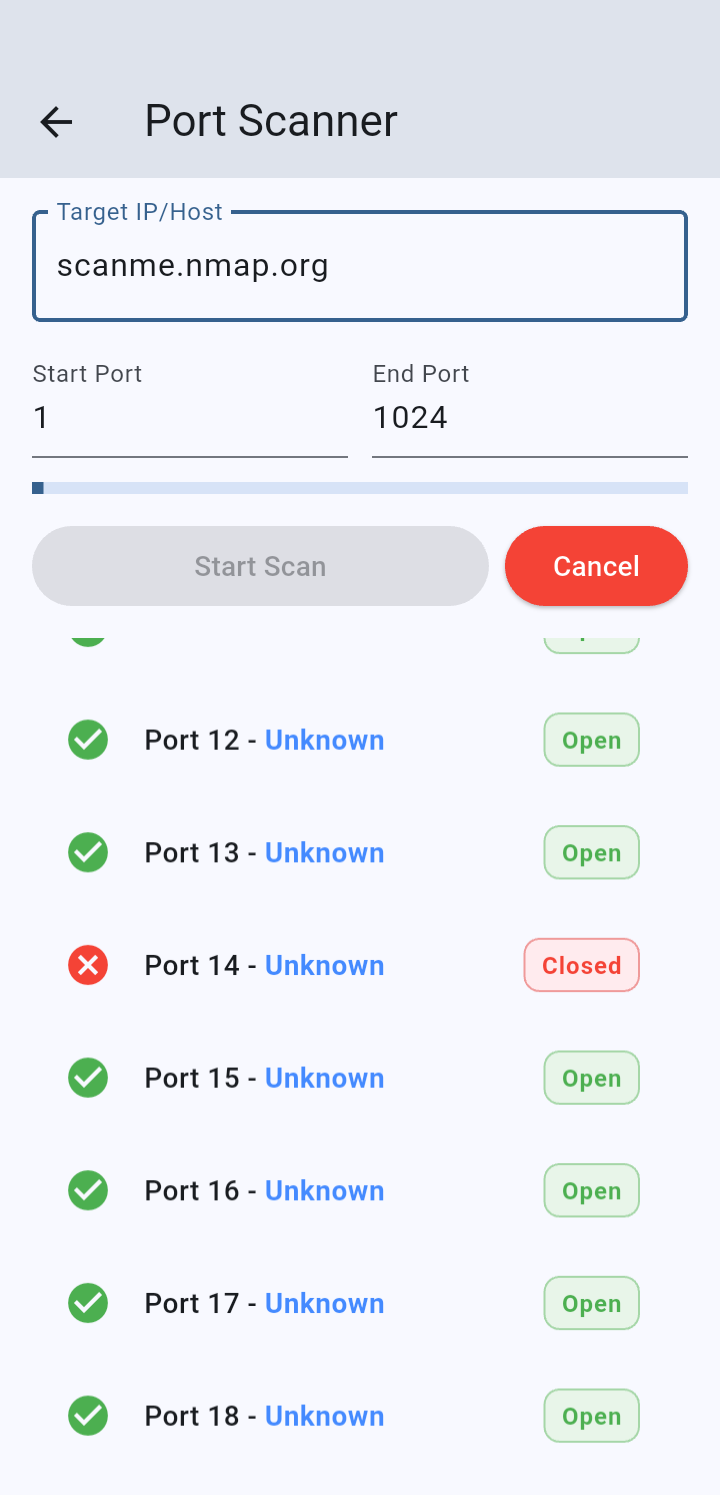 Port Scanner
Target IP/Host
scanme.nmap.org
Start Port End Port
1 1024
Start Scan Cancel
Port 12 - Unknown Open
Port 13 - Unknown Open
Port 14 - Unknown Closed
Port 15 - Unknown Open
Port 16 - Unknown Open
Port 17 - Unknown Open
Port 18 - Unknown Open